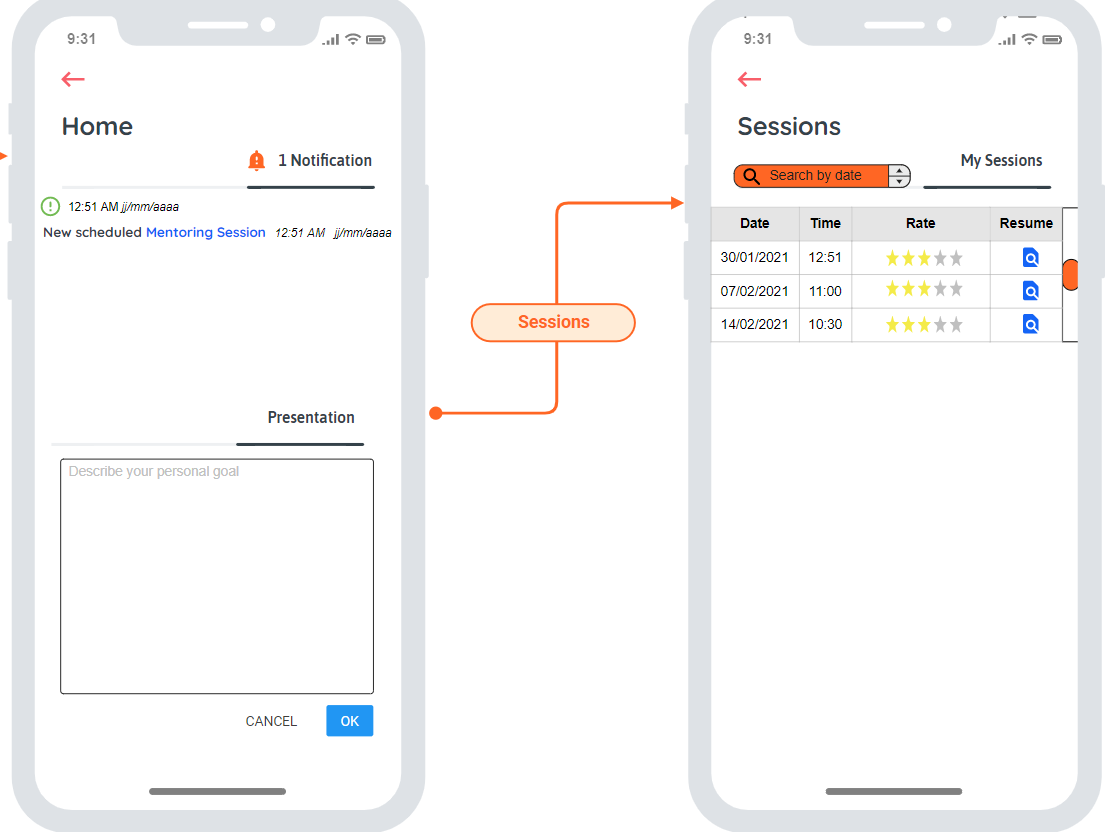 9:31
Home
1 Notification
12:51 AM jj/mm/aaaa
New scheduled Mentoring Session 12:51 AM jj/mm/aaaa
Presentation
Describe your personal goal
CANCEL OK
Sessions
9:31
Sessions
My Sessions
Search by date
Date Time Rate Resume
30/01/2021 12:51
07/02/2021 11:00
14/02/2021 10:30